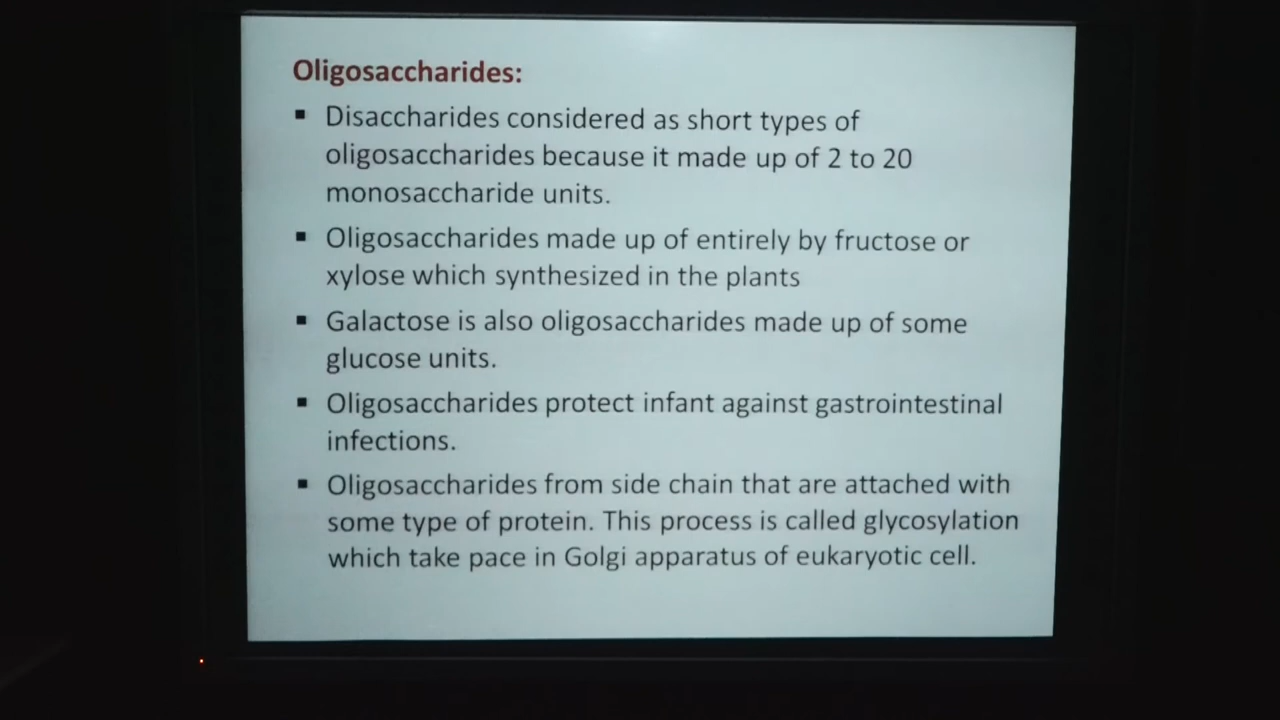 Oligosaccharides:
▪ Disaccharides considered as short types of
oligosaccharides because it made up of 2 to 20
monosaccharide units.
▪ Oligosaccharides made up of entirely by fructose or
xylose which synthesized in the plants
▪ Galactose is also oligosaccharides made up of some
glucose units.
▪ Oligosaccharides protect infant against gastrointestinal
infections.
▪ Oligosaccharides from side chain that are attached with
some type of protein. This process is called glycosylation
which take pace in Golgi apparatus of eukaryotic cell.